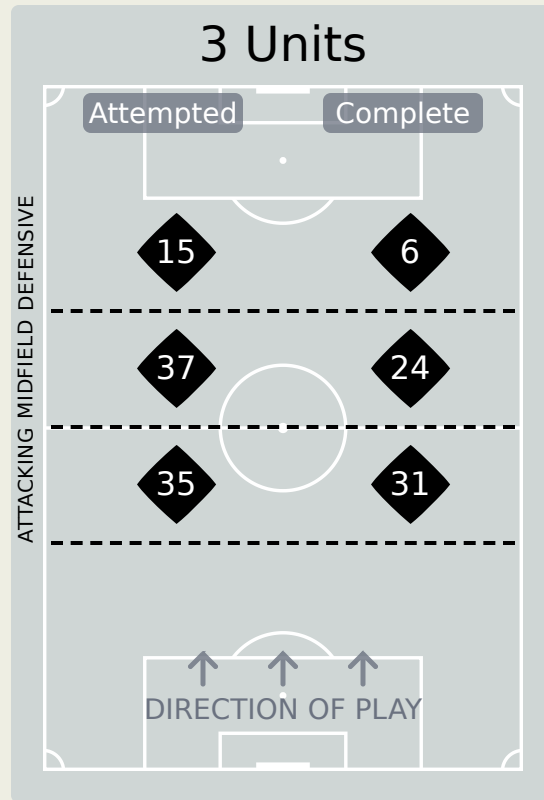 3 Units
Attempted Complete
ATTACKING MIDFIELD DEFENSIVE
15 6
37 24
35 31
DIRECTION OF PLAY